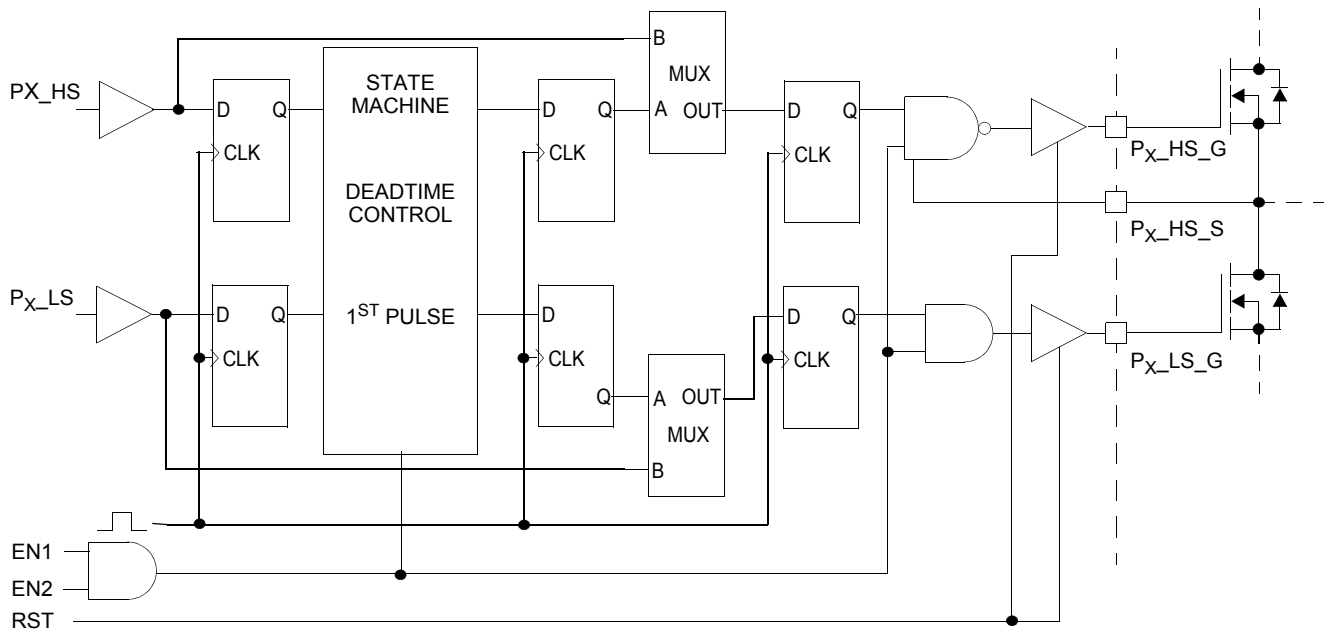 B
MUX
A
OUT
PX_HS
D
Q
CLK
STATE
MACHINE
DEADTIME
CONTROL
1ST PULSE
D
Q
CLK
D
Q
CLK
PX_HS_G
PX_HS_S
PX_LS
D
Q
CLK
D
CLK
Q
A
OUT
MUX
B
D
Q
CLK
PX_LS_G
EN1
EN2
RST